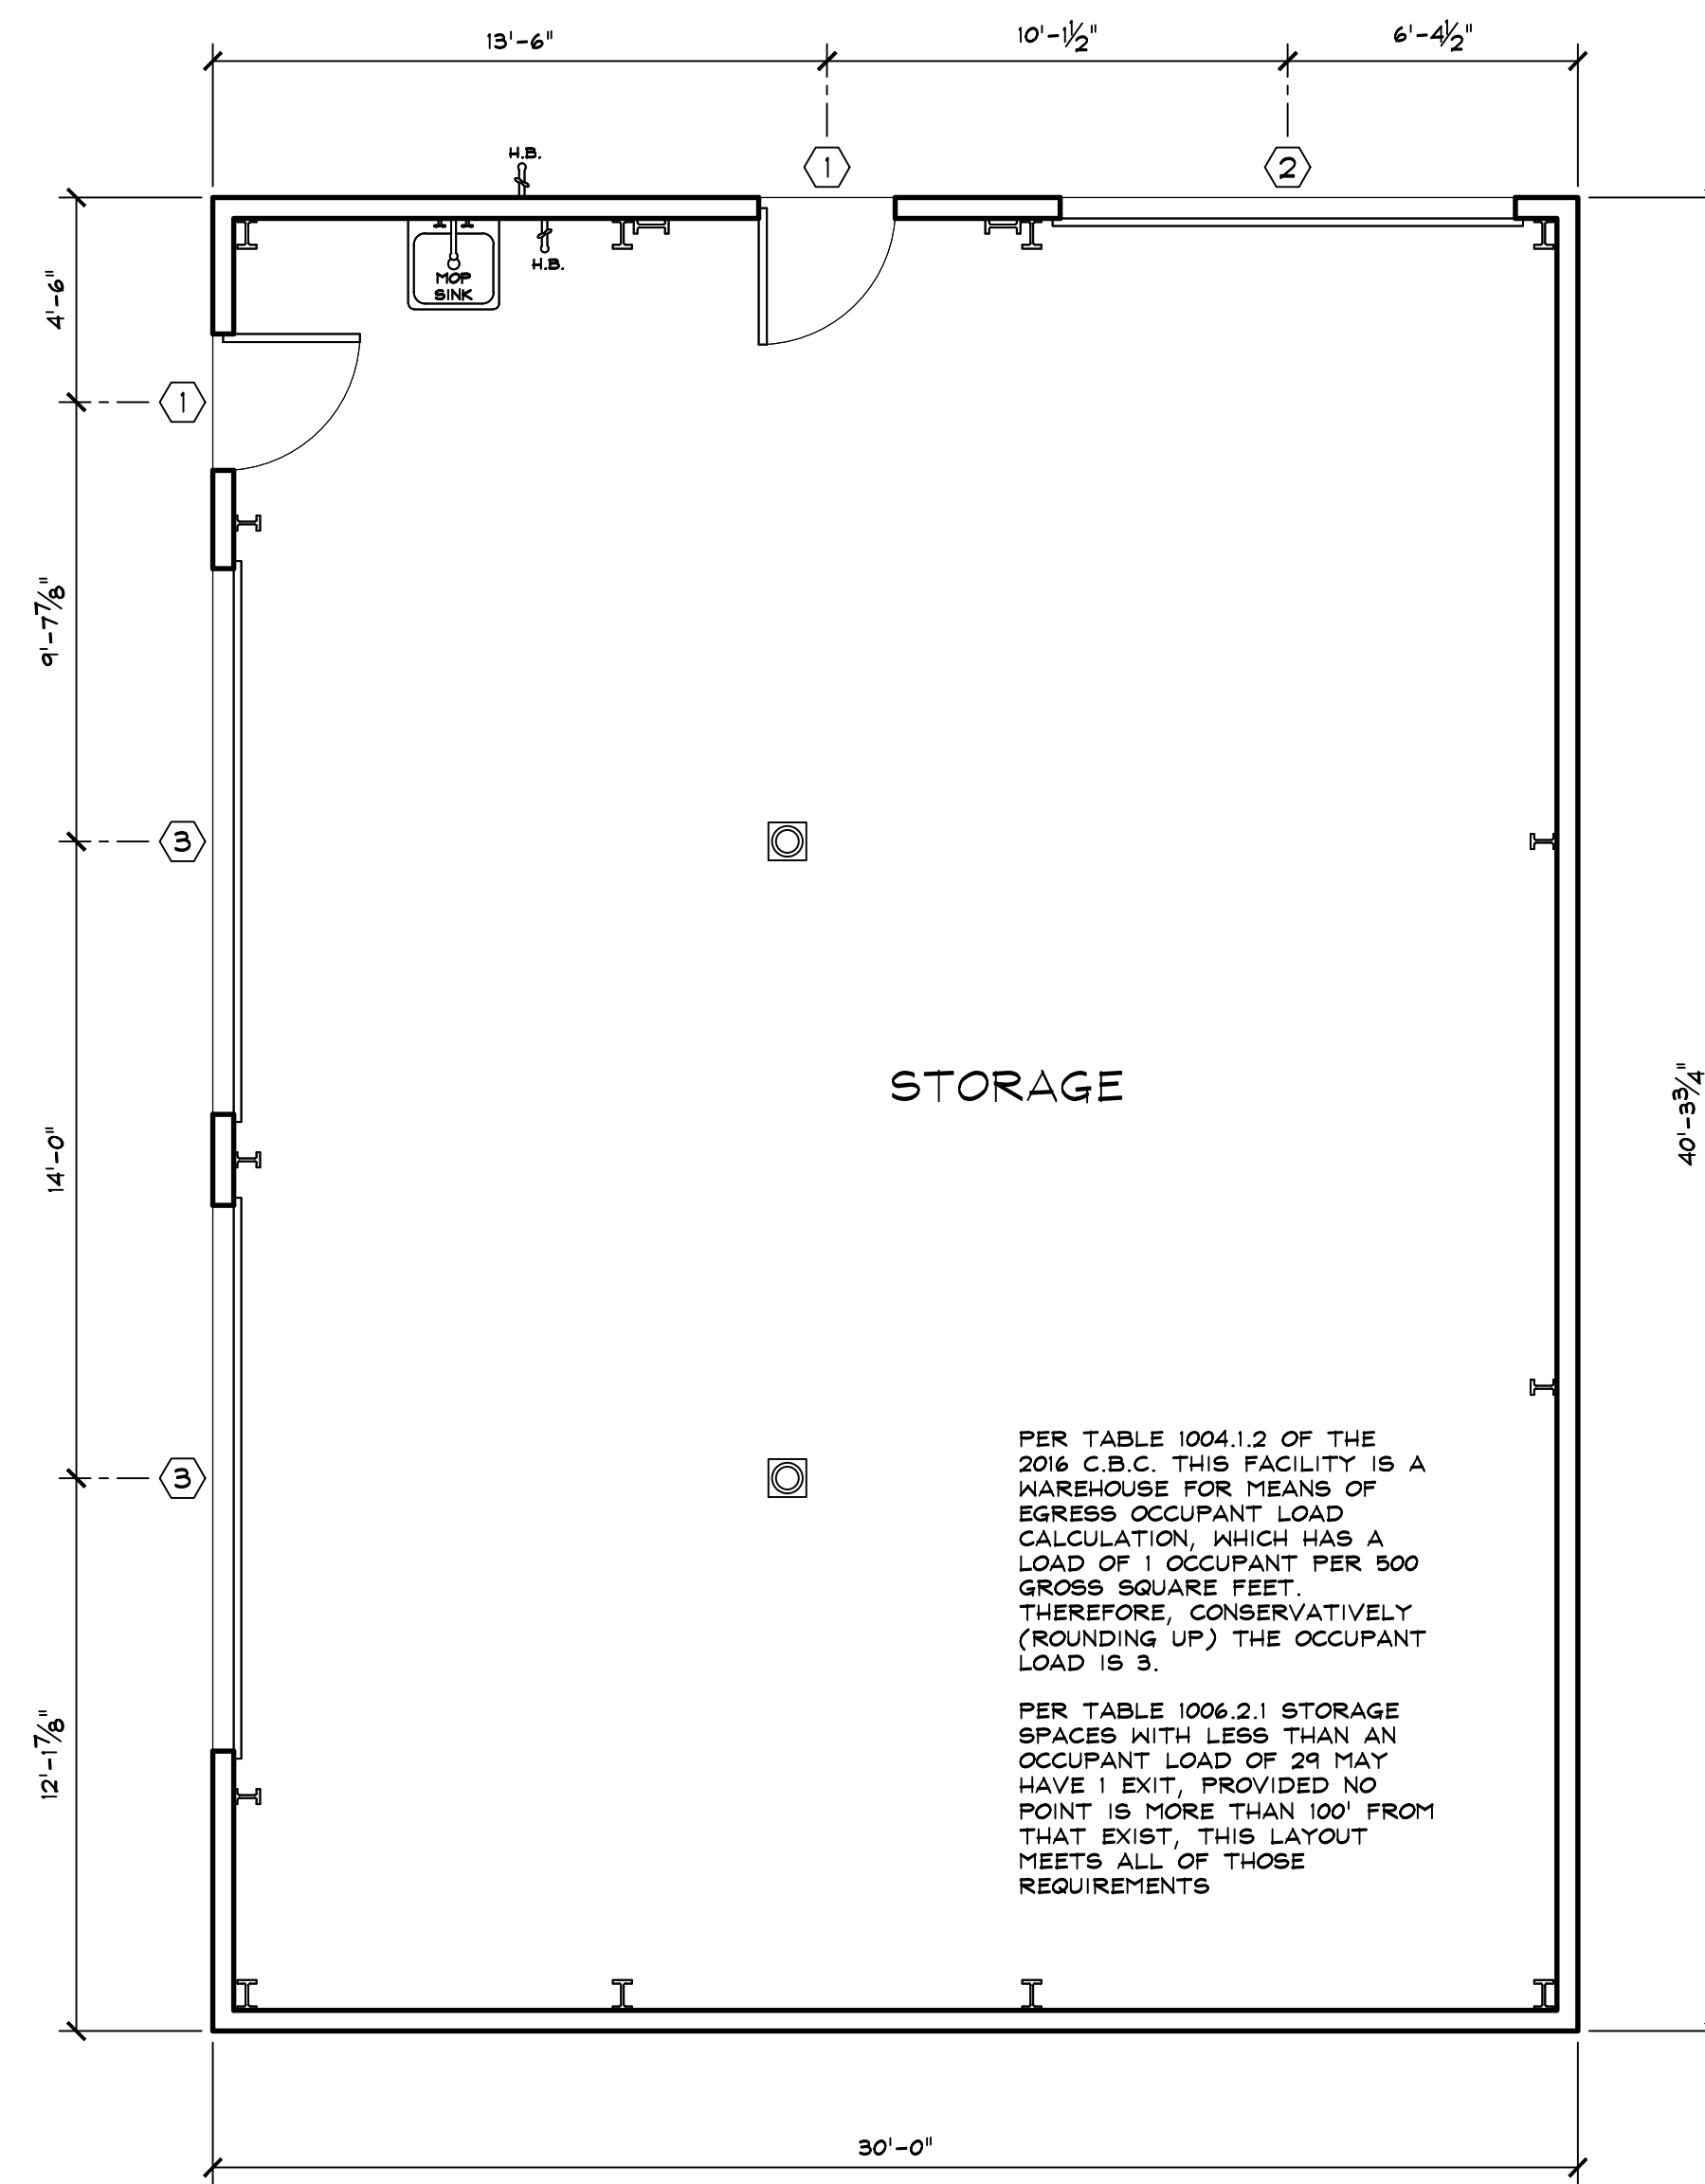 13'-6"
10'-1½"
6'-4½"
H.B.
1
2
H.B.
MOP
SINK
4'-6"
1
9'-7⅞"
3
STORAGE
14'-0"
40'-3¾"
PER TABLE 1004.1.2 OF THE
2016 C.B.C. THIS FACILITY IS A
WAREHOUSE FOR MEANS OF
EGRESS OCCUPANT LOAD
CALCULATION, WHICH HAS A
LOAD OF 1 OCCUPANT PER 500
GROSS SQUARE FEET.
THEREFORE, CONSERVATIVELY
(ROUNDING UP) THE OCCUPANT
LOAD IS 3.
3
PER TABLE 1006.2.1 STORAGE
SPACES WITH LESS THAN AN
OCCUPANT LOAD OF 29 MAY
HAVE 1 EXIT, PROVIDED NO
POINT IS MORE THAN 100' FROM
THAT EXIST, THIS LAYOUT
MEETS ALL OF THOSE
REQUIREMENTS
12'-1⅞"
30'-0"